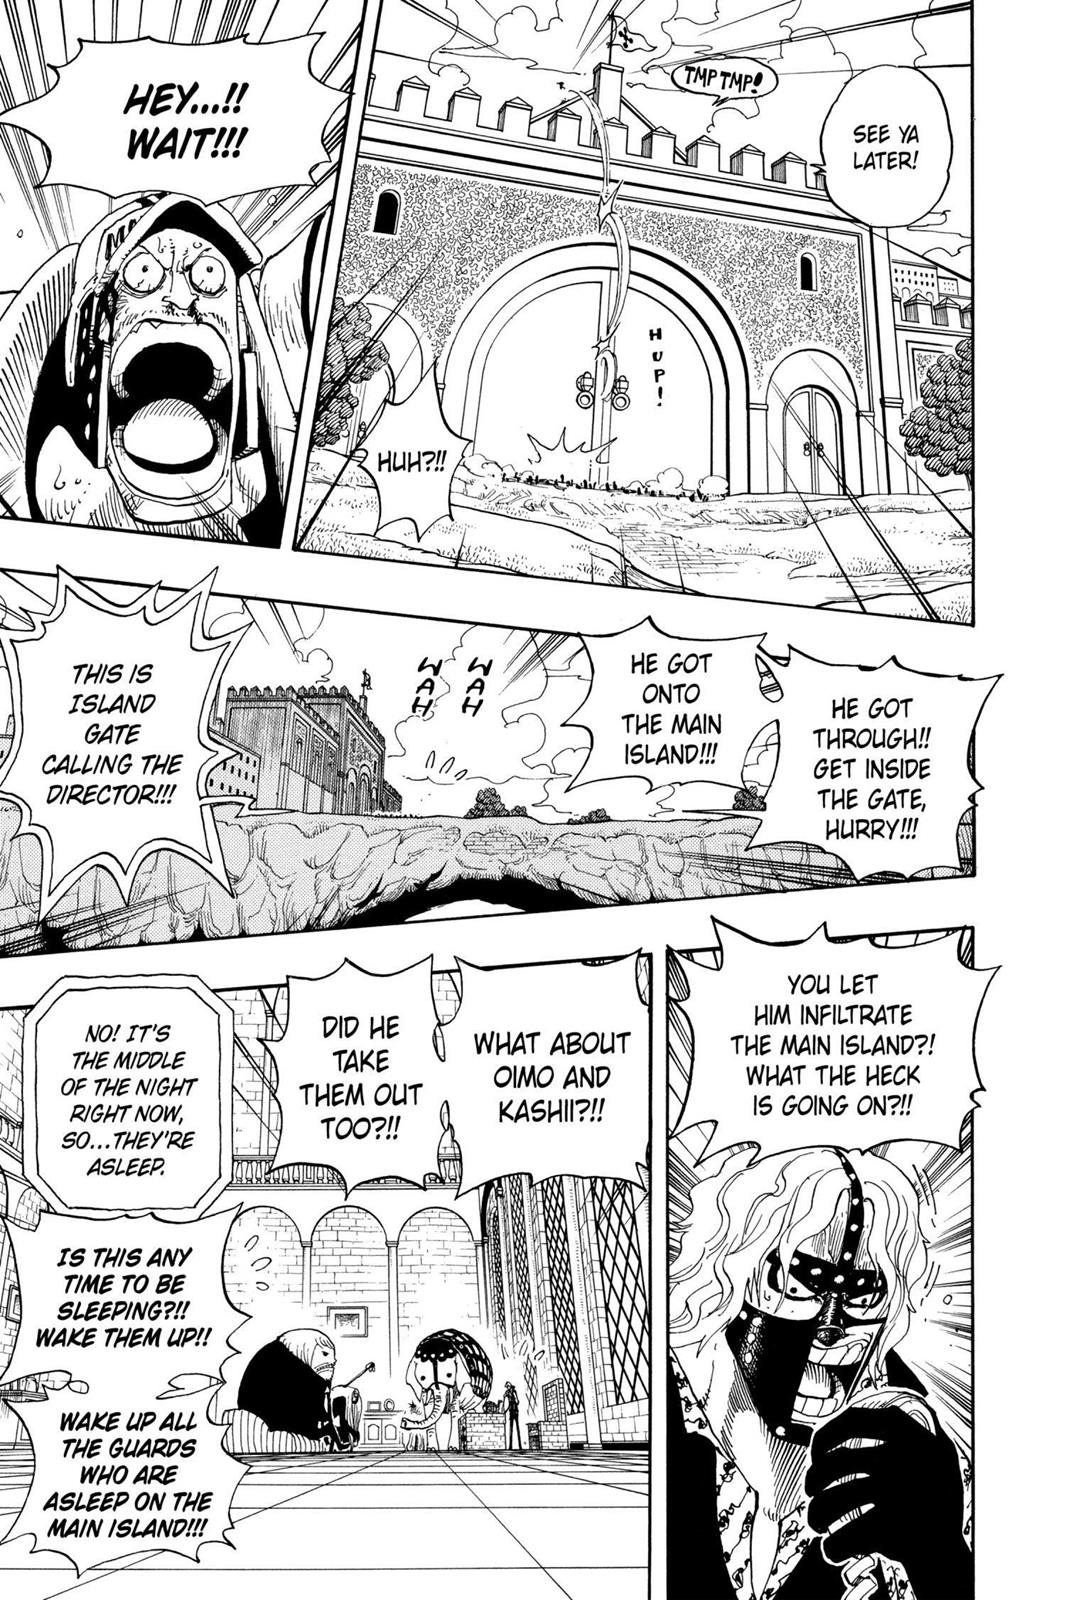 SEE YA
LATER!
TMP TMP!
HUP!
HUH?!!
HEY...!!
WAIT!!!
HE GOT
THROUGH!!
GET INSIDE
THE GATE,
HURRY!!!
HE GOT
ONTO
THE MAIN
ISLAND!!!
WAH
WAH
THIS IS
ISLAND
GATE
CALLING THE
DIRECTOR!!!
YOU LET
HIM INFILTRATE
THE MAIN ISLAND?!
WHAT THE HECK
IS GOING ON?!!
WHAT ABOUT
OIMO AND
KASHII?!!
DID HE
TAKE
THEM OUT
TOO?!!
NO! IT'S
THE MIDDLE
OF THE NIGHT
RIGHT NOW,
SO...THEY'RE
ASLEEP.
IS THIS ANY
TIME TO BE
SLEEPING?!!
WAKE THEM UP!!
WAKE UP ALL
THE GUARDS
WHO ARE
ASLEEP ON THE
MAIN ISLAND!!!